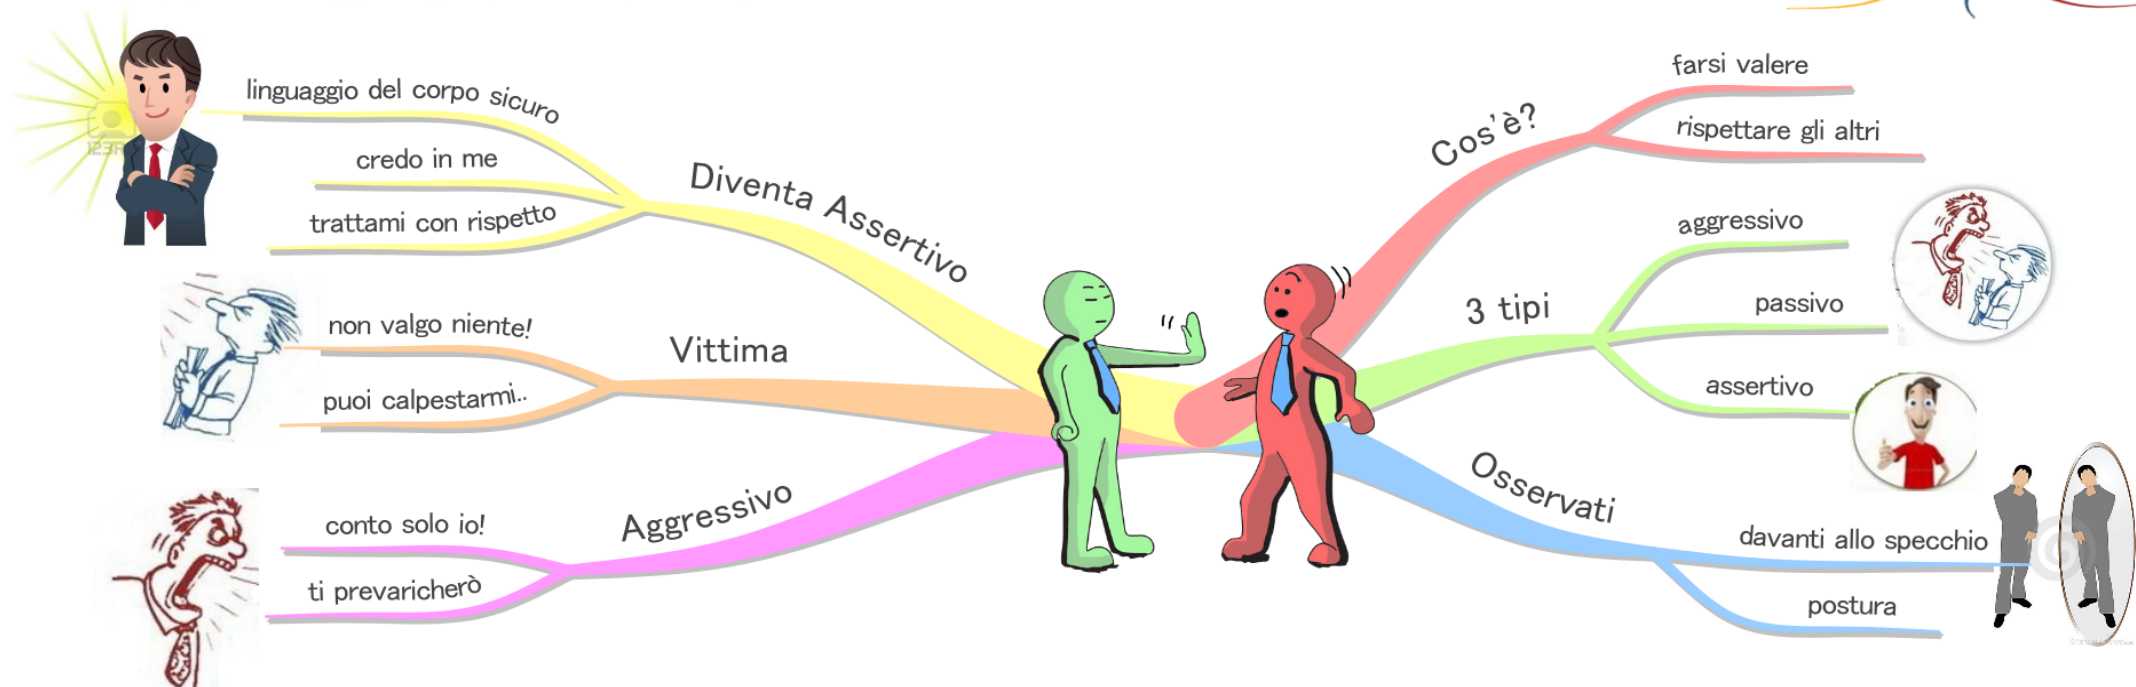 Cos'è?
farsi valere
rispettare gli altri
3 tipi
aggressivo
passivo
assertivo
Osservati
davanti allo specchio
postura
Aggressivo
conto solo io!
ti prevaricherò
Vittima
non valgo niente!
puoi calpestarmi..
Diventa Assertivo
linguaggio del corpo sicuro
credo in me
trattami con rispetto